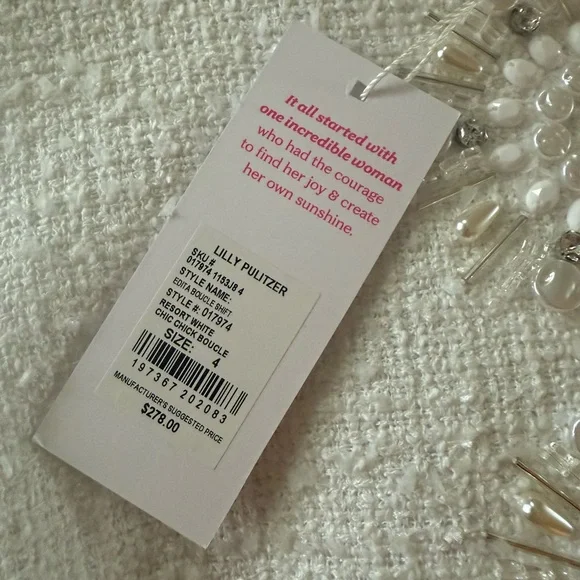 It all started with
one incredible woman
who had the courage
to find her joy & create
her own sunshine.
LILLY PULITZER
SKU #
017974 1153J8 4
STYLE NAME:
EDITA BOUCLE SHIFT
STYLE #: 017974
RESORT WHITE
CHIC CHICK BOUCLE
SIZE: 4
1 97367 20208 3
MANUFACTURER'S SUGGESTED PRICE
$278.00